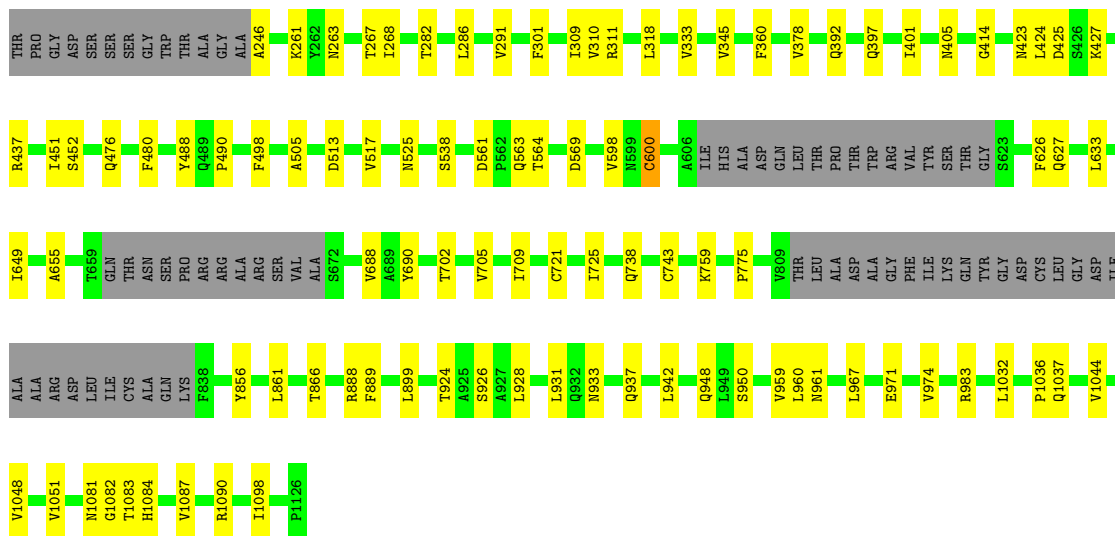 THR PRO GLY ASP SER SER SER GLY TRP THR ALA GLY ALA A246 K261 Y262 N263 T267 I268 T282 L286 V291 F301 I309 V310 R311 L318 V333 V345 F360 V378 Q392 Q397 I401 N405 G414 N423 L424 D425 S426 K427
R437 I451 S452 Q476 F480 Y488 Q489 P490 F498 A505 D513 V517 N525 S538 D561 P562 Q563 T564 D569 V598 N599 C600 A606 ILE HIS ALA ASP GLN LEU THR PRO THR TRP ARG VAL TYR SER THR GLY S623 F626 Q627 L633
I649 A655 T659 GLN THR ASN SER PRO ARG ARG ALA ARG SER VAL ALA S672 V688 A689 Y690 T702 V705 I709 C721 I725 Q738 C743 K759 P775 V809 THR LEU ALA ASP ALA GLY PHE ILE LYS GLN TYR GLY ASP CYS LEU GLY ASP ILE
ALA ALA ARG ASP LEU ILE CYS ALA GLN LYS F838 Y856 L861 T866 R888 F889 L899 T924 A925 S926 A927 L928 L931 Q932 N933 Q937 L942 Q948 L949 S950 V959 L960 N961 L967 E971 V974 R983 L1032 P1036 Q1037 V1044
V1048 V1051 N1081 G1082 T1083 H1084 V1087 R1090 I1098 P1126